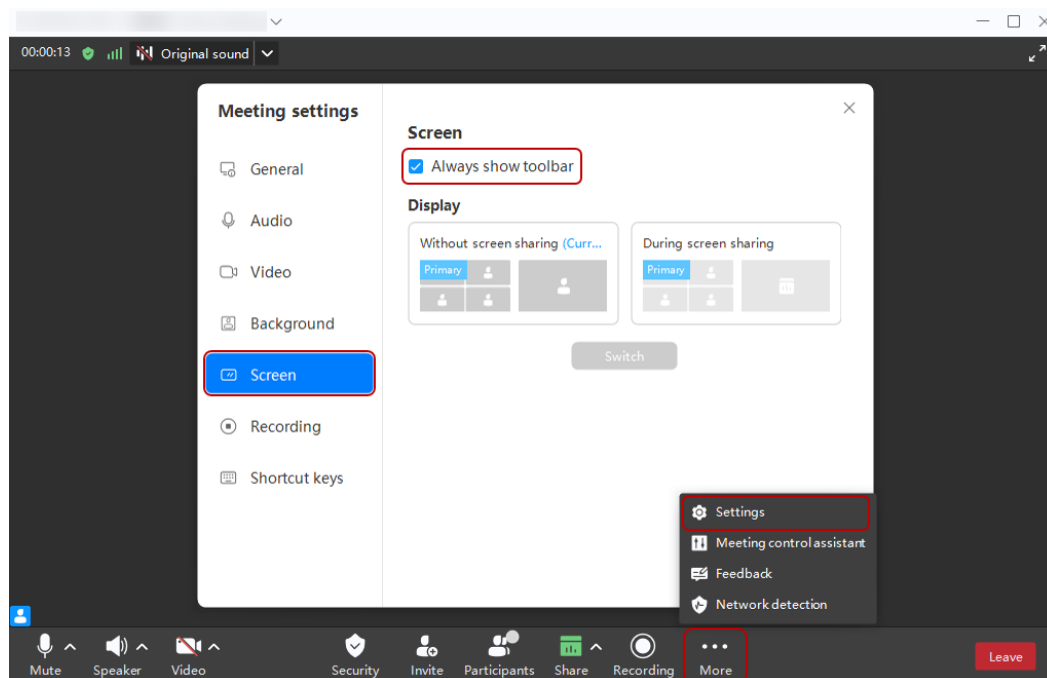 00:00:13 Original sound
Meeting settings
General
Audio
Video
Background
Screen
Recording
Shortcut keys
Screen
Always show toolbar
Display
Without screen sharing (Curr...
Primary
During screen sharing
Primary
Switch
Settings
Meeting control assistant
Feedback
Network detection
Mute Speaker Video Security Invite Participants Share Recording More Leave